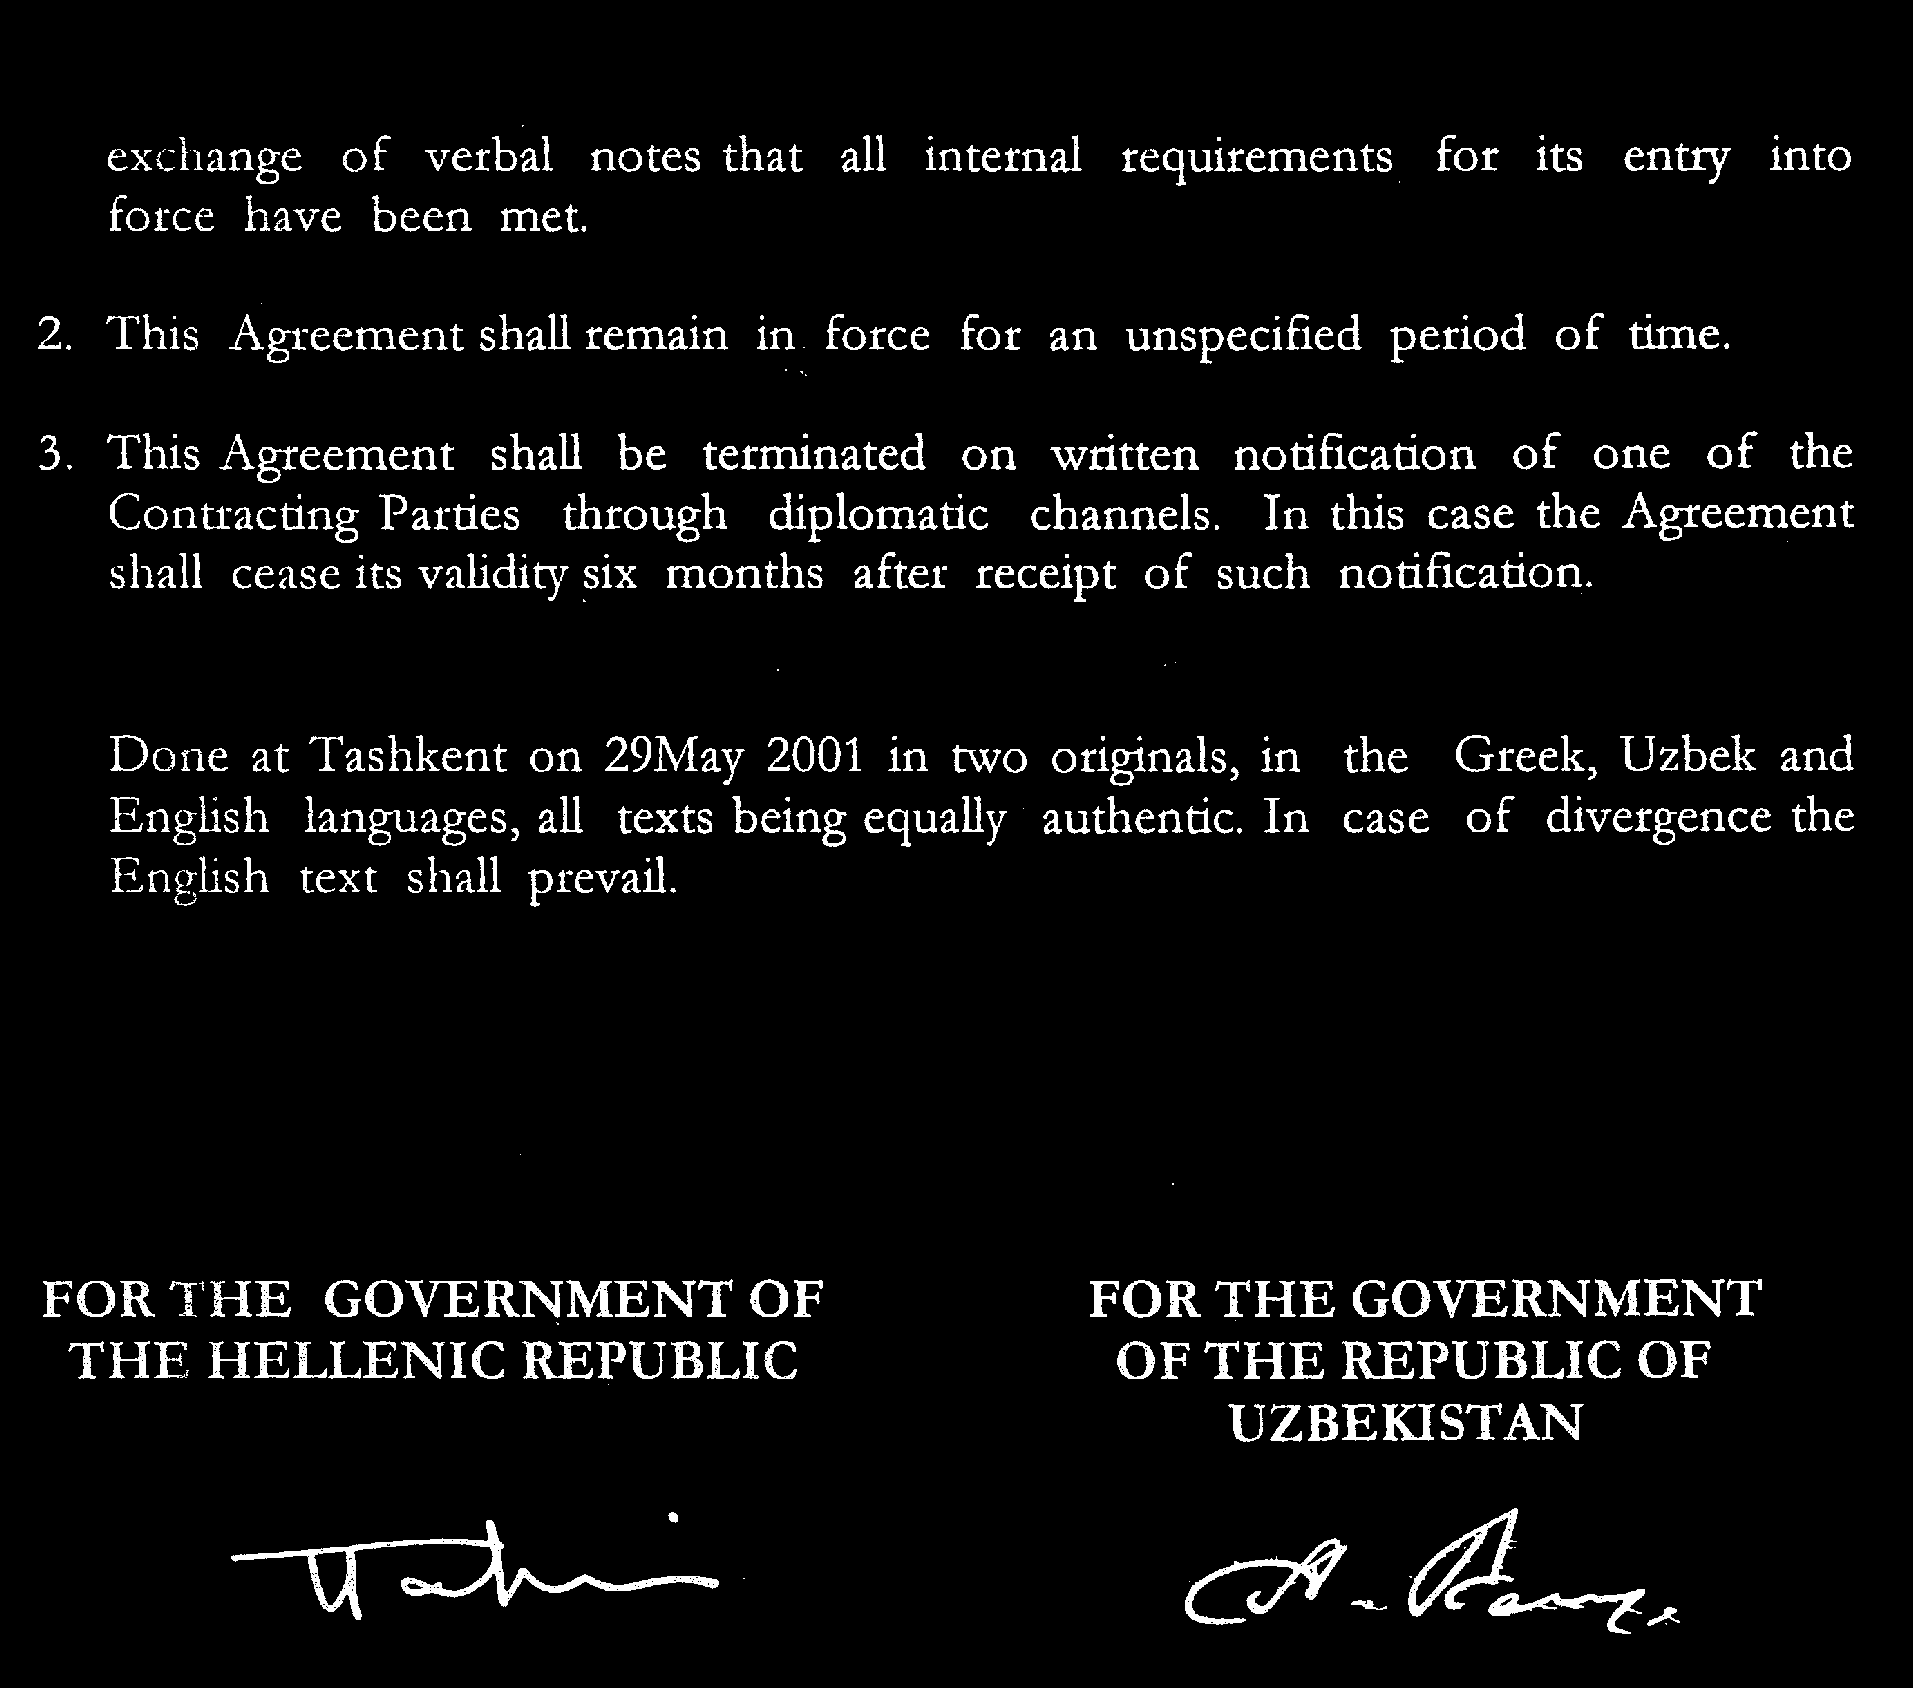 exchange of verbal notes that all internal requirements for its entry into
force have been met.
2. This Agreement shall remain in force for an unspecified period of time.
3. This Agreement shall be terminated on written notification of one of the
Contracting Parties through diplomatic channels. In this case the Agreement
shall cease its validity six months after receipt of such notification.
Done at Tashkent on 29May 2001 in two originals, in the Greek, Uzbek and
English languages, all texts being equally authentic. In case of divergence the
English text shall prevail.
FOR THE GOVERNMENT OF
THE HELLENIC REPUBLIC
FOR THE GOVERNMENT
OF THE REPUBLIC OF
UZBEKISTAN